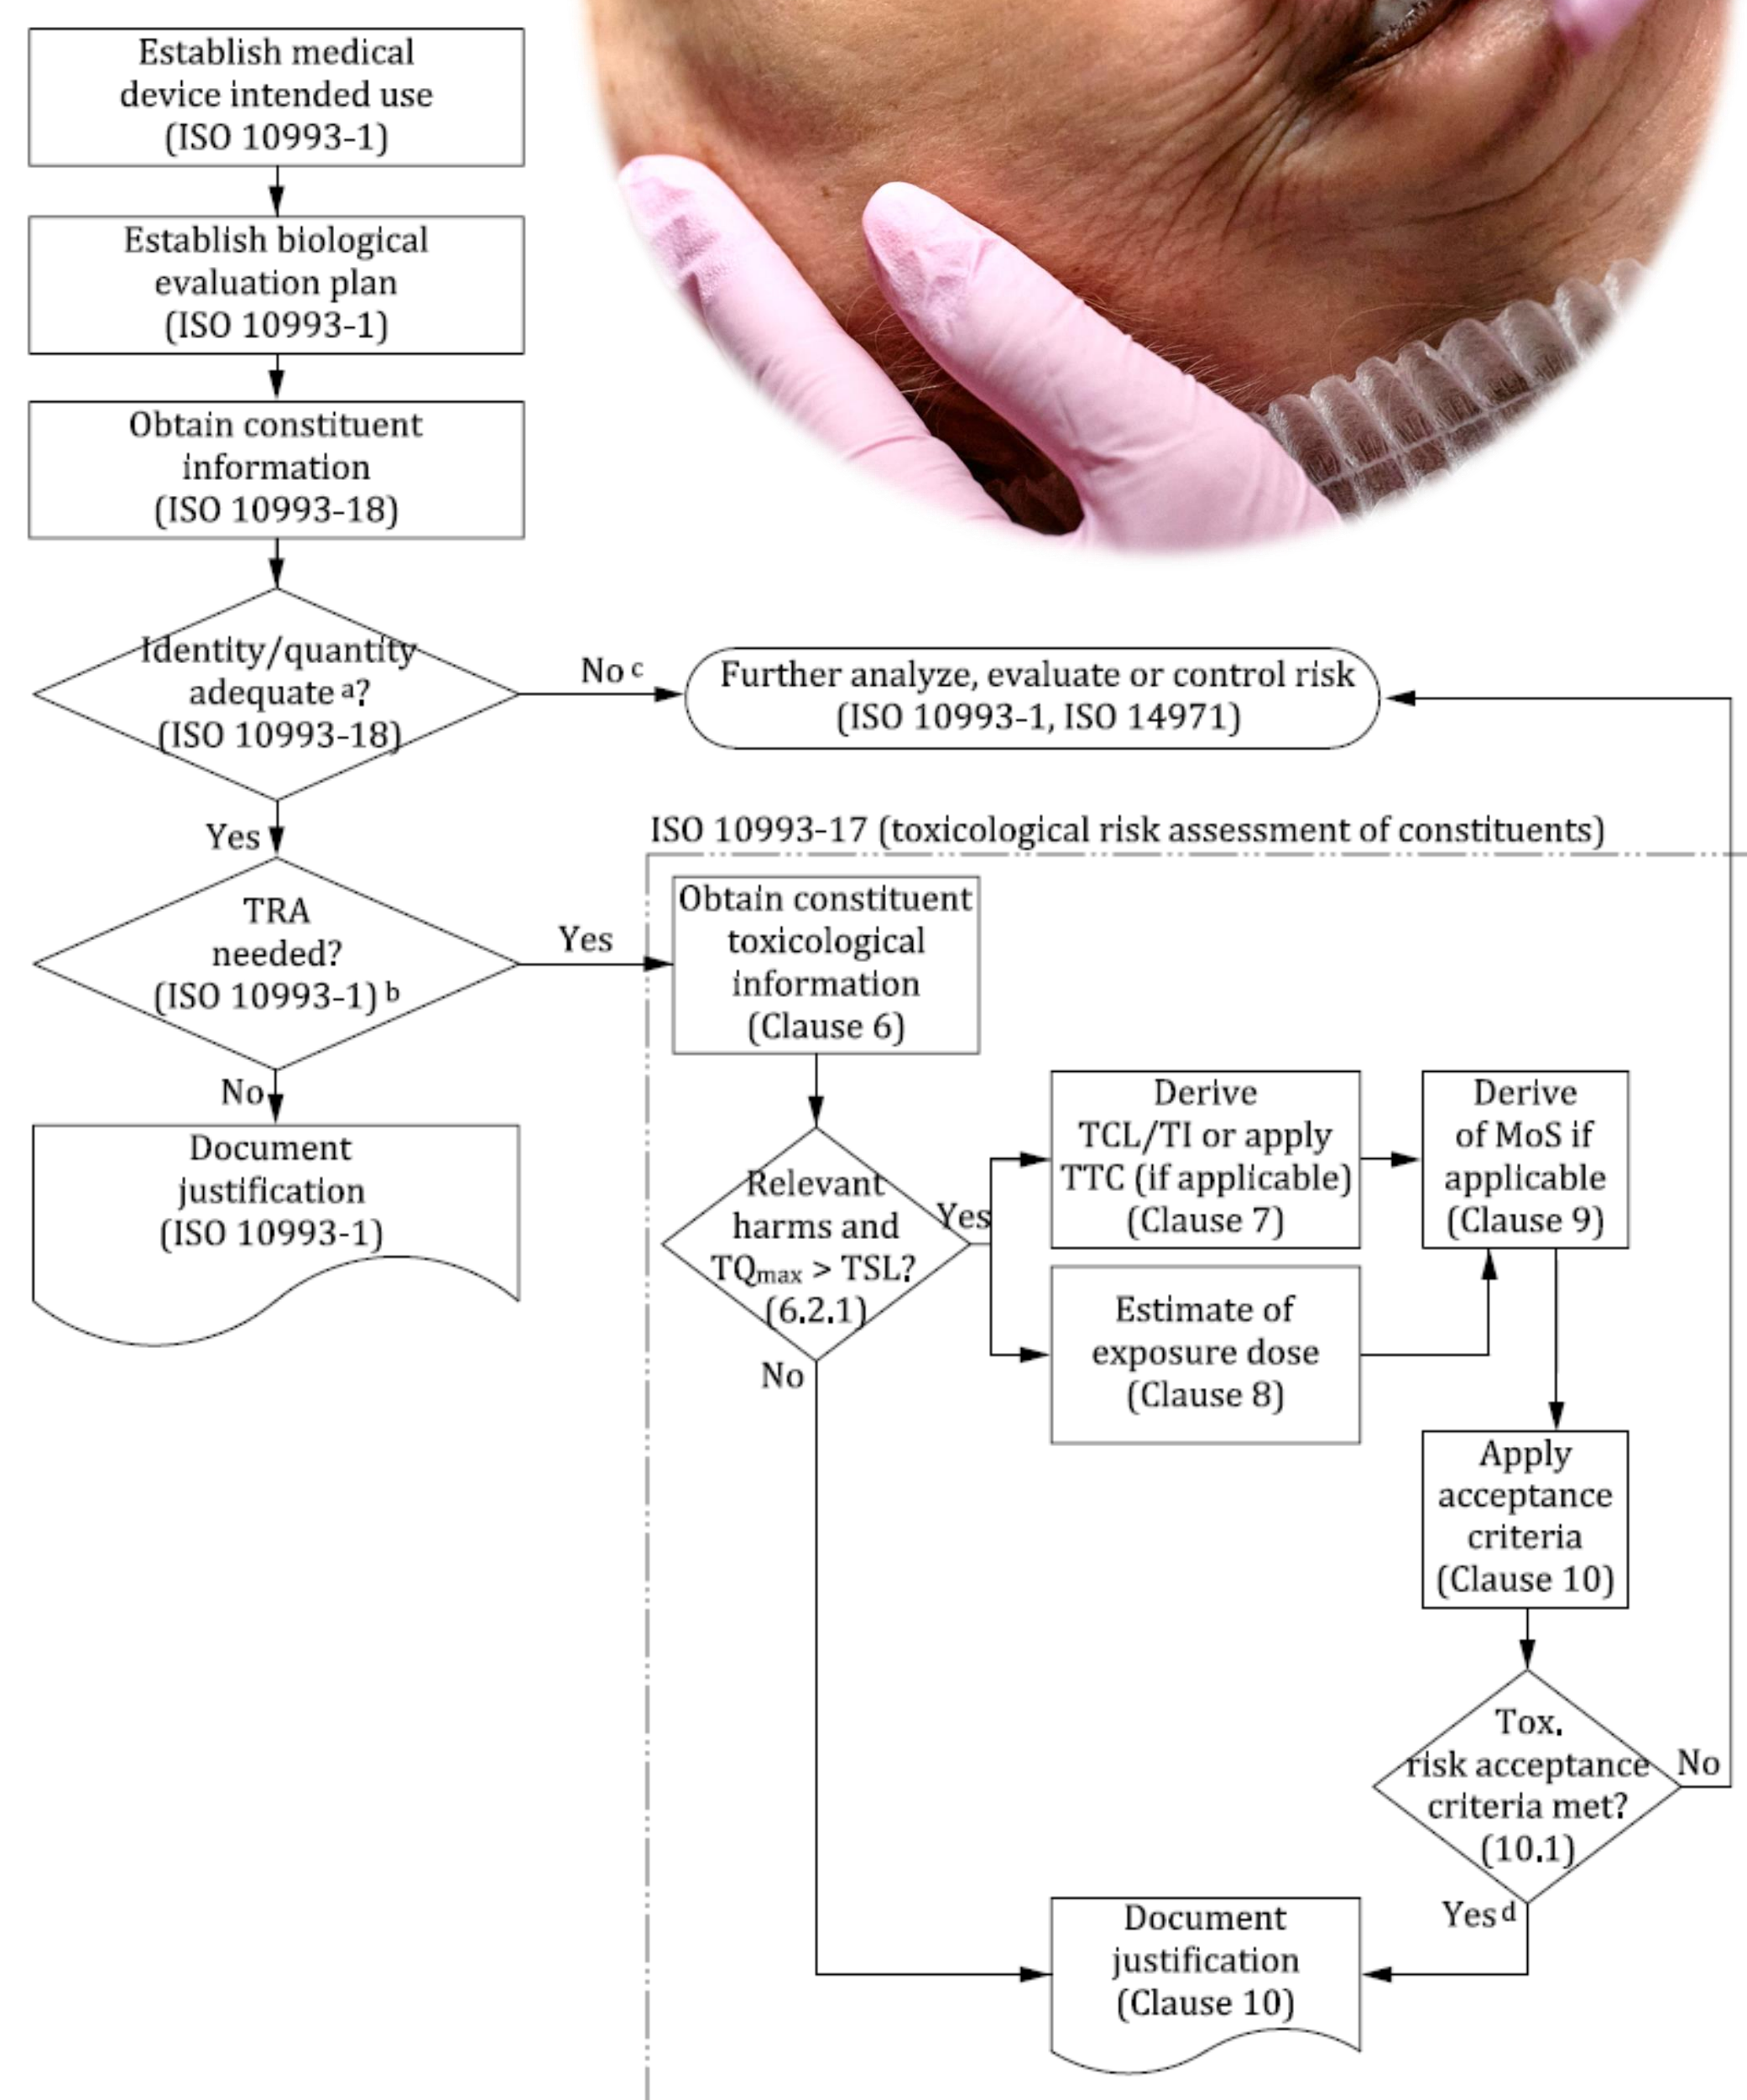 Establish medical
device intended use
(ISO 10993-1)
Establish biological
evaluation plan
(ISO 10993-1)
Obtain constituent
information
(ISO 10993-18)
Identity/quantity
adequate a?
(ISO 10993-18)
No c
Further analyze, evaluate or control risk
(ISO 10993-1, ISO 14971)
Yes
ISO 10993-17 (toxicological risk assessment of constituents)
TRA
needed?
(ISO 10993-1) b
Yes
Obtain constituent
toxicological
information
(Clause 6)
No
Document
justification
(ISO 10993-1)
Relevant
harms and
TQmax > TSL?
(6.2.1)
Yes
No
Derive
TCL/TI or apply
TTC (if applicable)
(Clause 7)
Derive
of MoS if
applicable
(Clause 9)
Estimate of
exposure dose
(Clause 8)
Apply
acceptance
criteria
(Clause 10)
Tox.
risk acceptance
criteria met?
(10.1)
No
Yes d
Document
justification
(Clause 10)